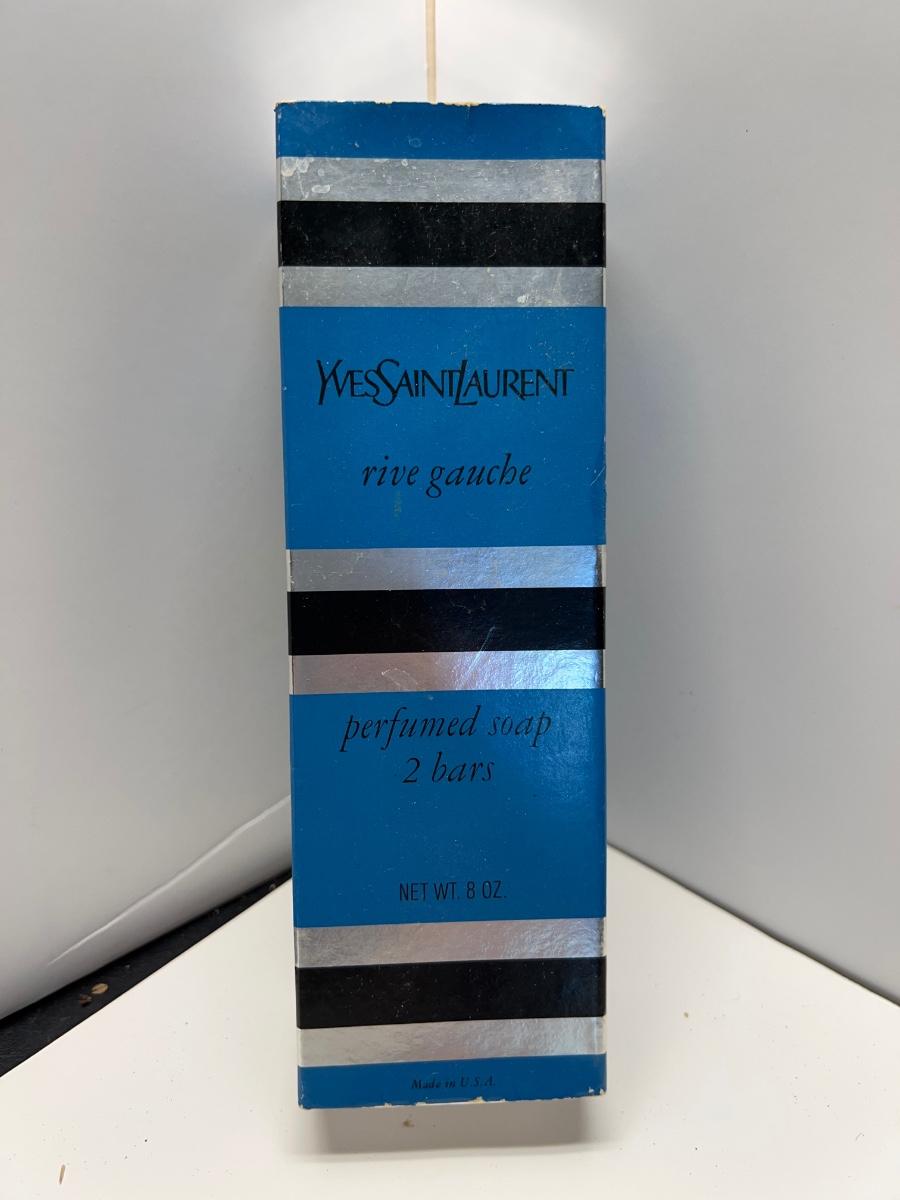 YVESSAINTLAURENT
rive gauche
perfumed soap
2 bars
NET WT. 8 OZ.
Made in U.S.A.